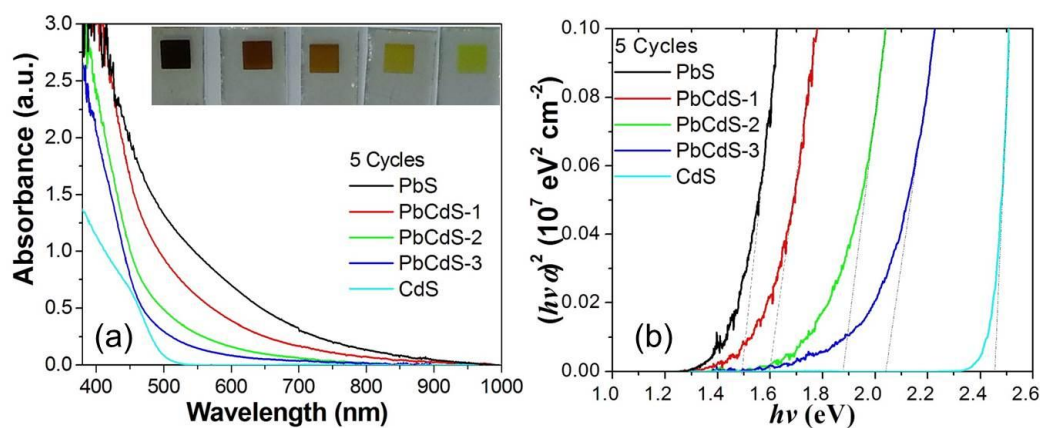 3.0
2.5
2.0
1.5
1.0
0.5
0.0
Absorbance (a.u.)
5 Cycles
PbS
PbCdS-1
PbCdS-2
PbCdS-3
CdS
(a)
400 500 600 700 800 900 1000
Wavelength (nm)
0.10
0.08
0.06
0.04
0.02
0.00
(hνα)² (10⁷ eV² cm⁻²)
5 Cycles
PbS
PbCdS-1
PbCdS-2
PbCdS-3
CdS
(b)
1.0 1.2 1.4 1.6 1.8 2.0 2.2 2.4 2.6
hν (eV)